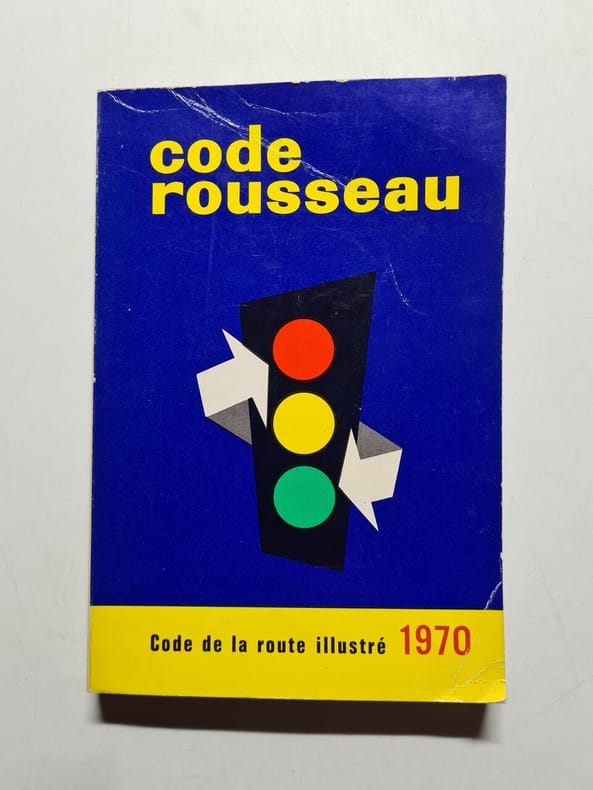 code
rousseau
Code de la route illustré 1970